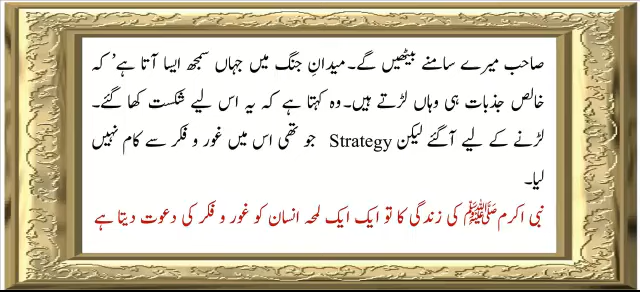 صاحب میرے سامنے بیٹھیں گے۔میدانِ جنگ میں جہاں سمجھ ایسا آتا ہے' کہ
خالص جذبات ہی وہاں لڑتے ہیں۔وہ کہتا ہے کہ یہ اس لیے شکست کھا گئے۔
لڑنے کے لیے آگئے لیکن Strategy جو تھی اس میں غور و فکر سے کام نہیں
لیا۔
نبی اکرمﷺ کی زندگی کا تو ایک ایک لمحہ انسان کو غور و فکر کی دعوت دیتا ہے